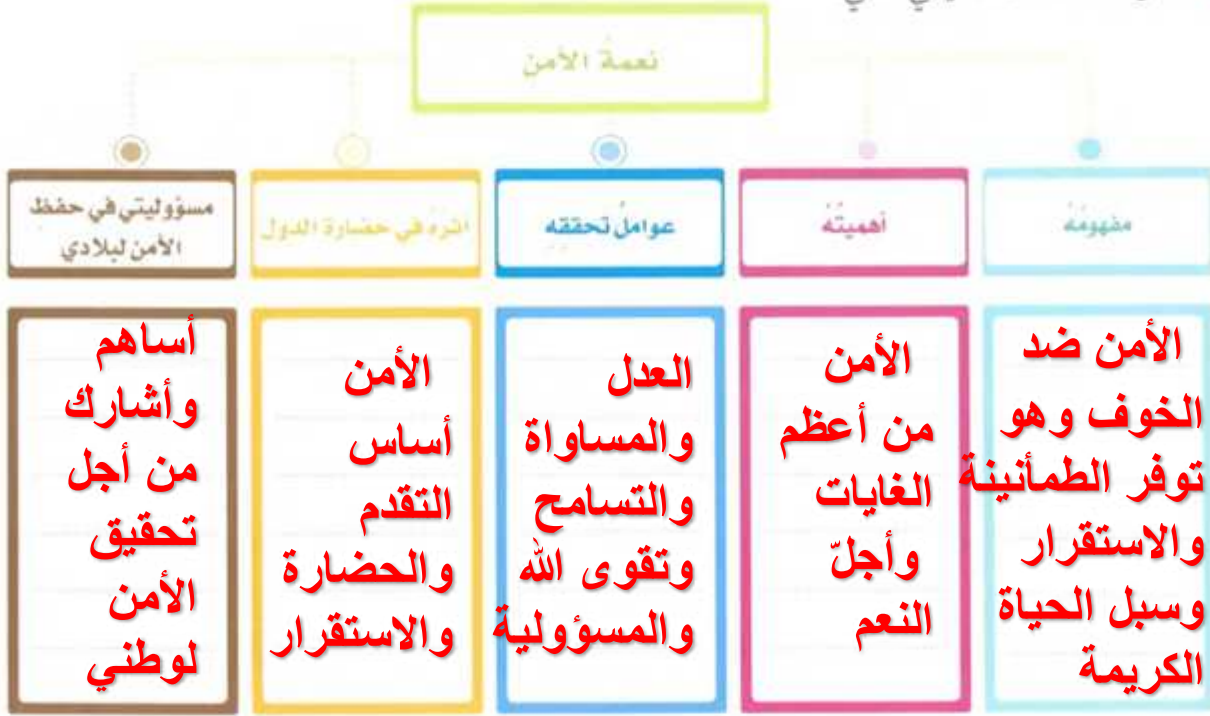 نعمة الأمن
مفهومُهُ
أهميتُهُ
عواملُ تحققه
أثره في حضارة الدول
مسؤوليتي في حفظ
الأمن لبلادي
الأمن ضد
الخوف وهو
توفر الطمأنينة
والاستقرار
وسبل الحياة
الكريمة
الأمن
من أعظم
الغايات
وأجلّ
النعم
العدل
والمساواة
والتسامح
وتقوى الله
والمسؤولية
الأمن
أساس
التقدم
والحضارة
والاستقرار
أساهم
وأشارك
من أجل
تحقيق
الأمن
لوطني